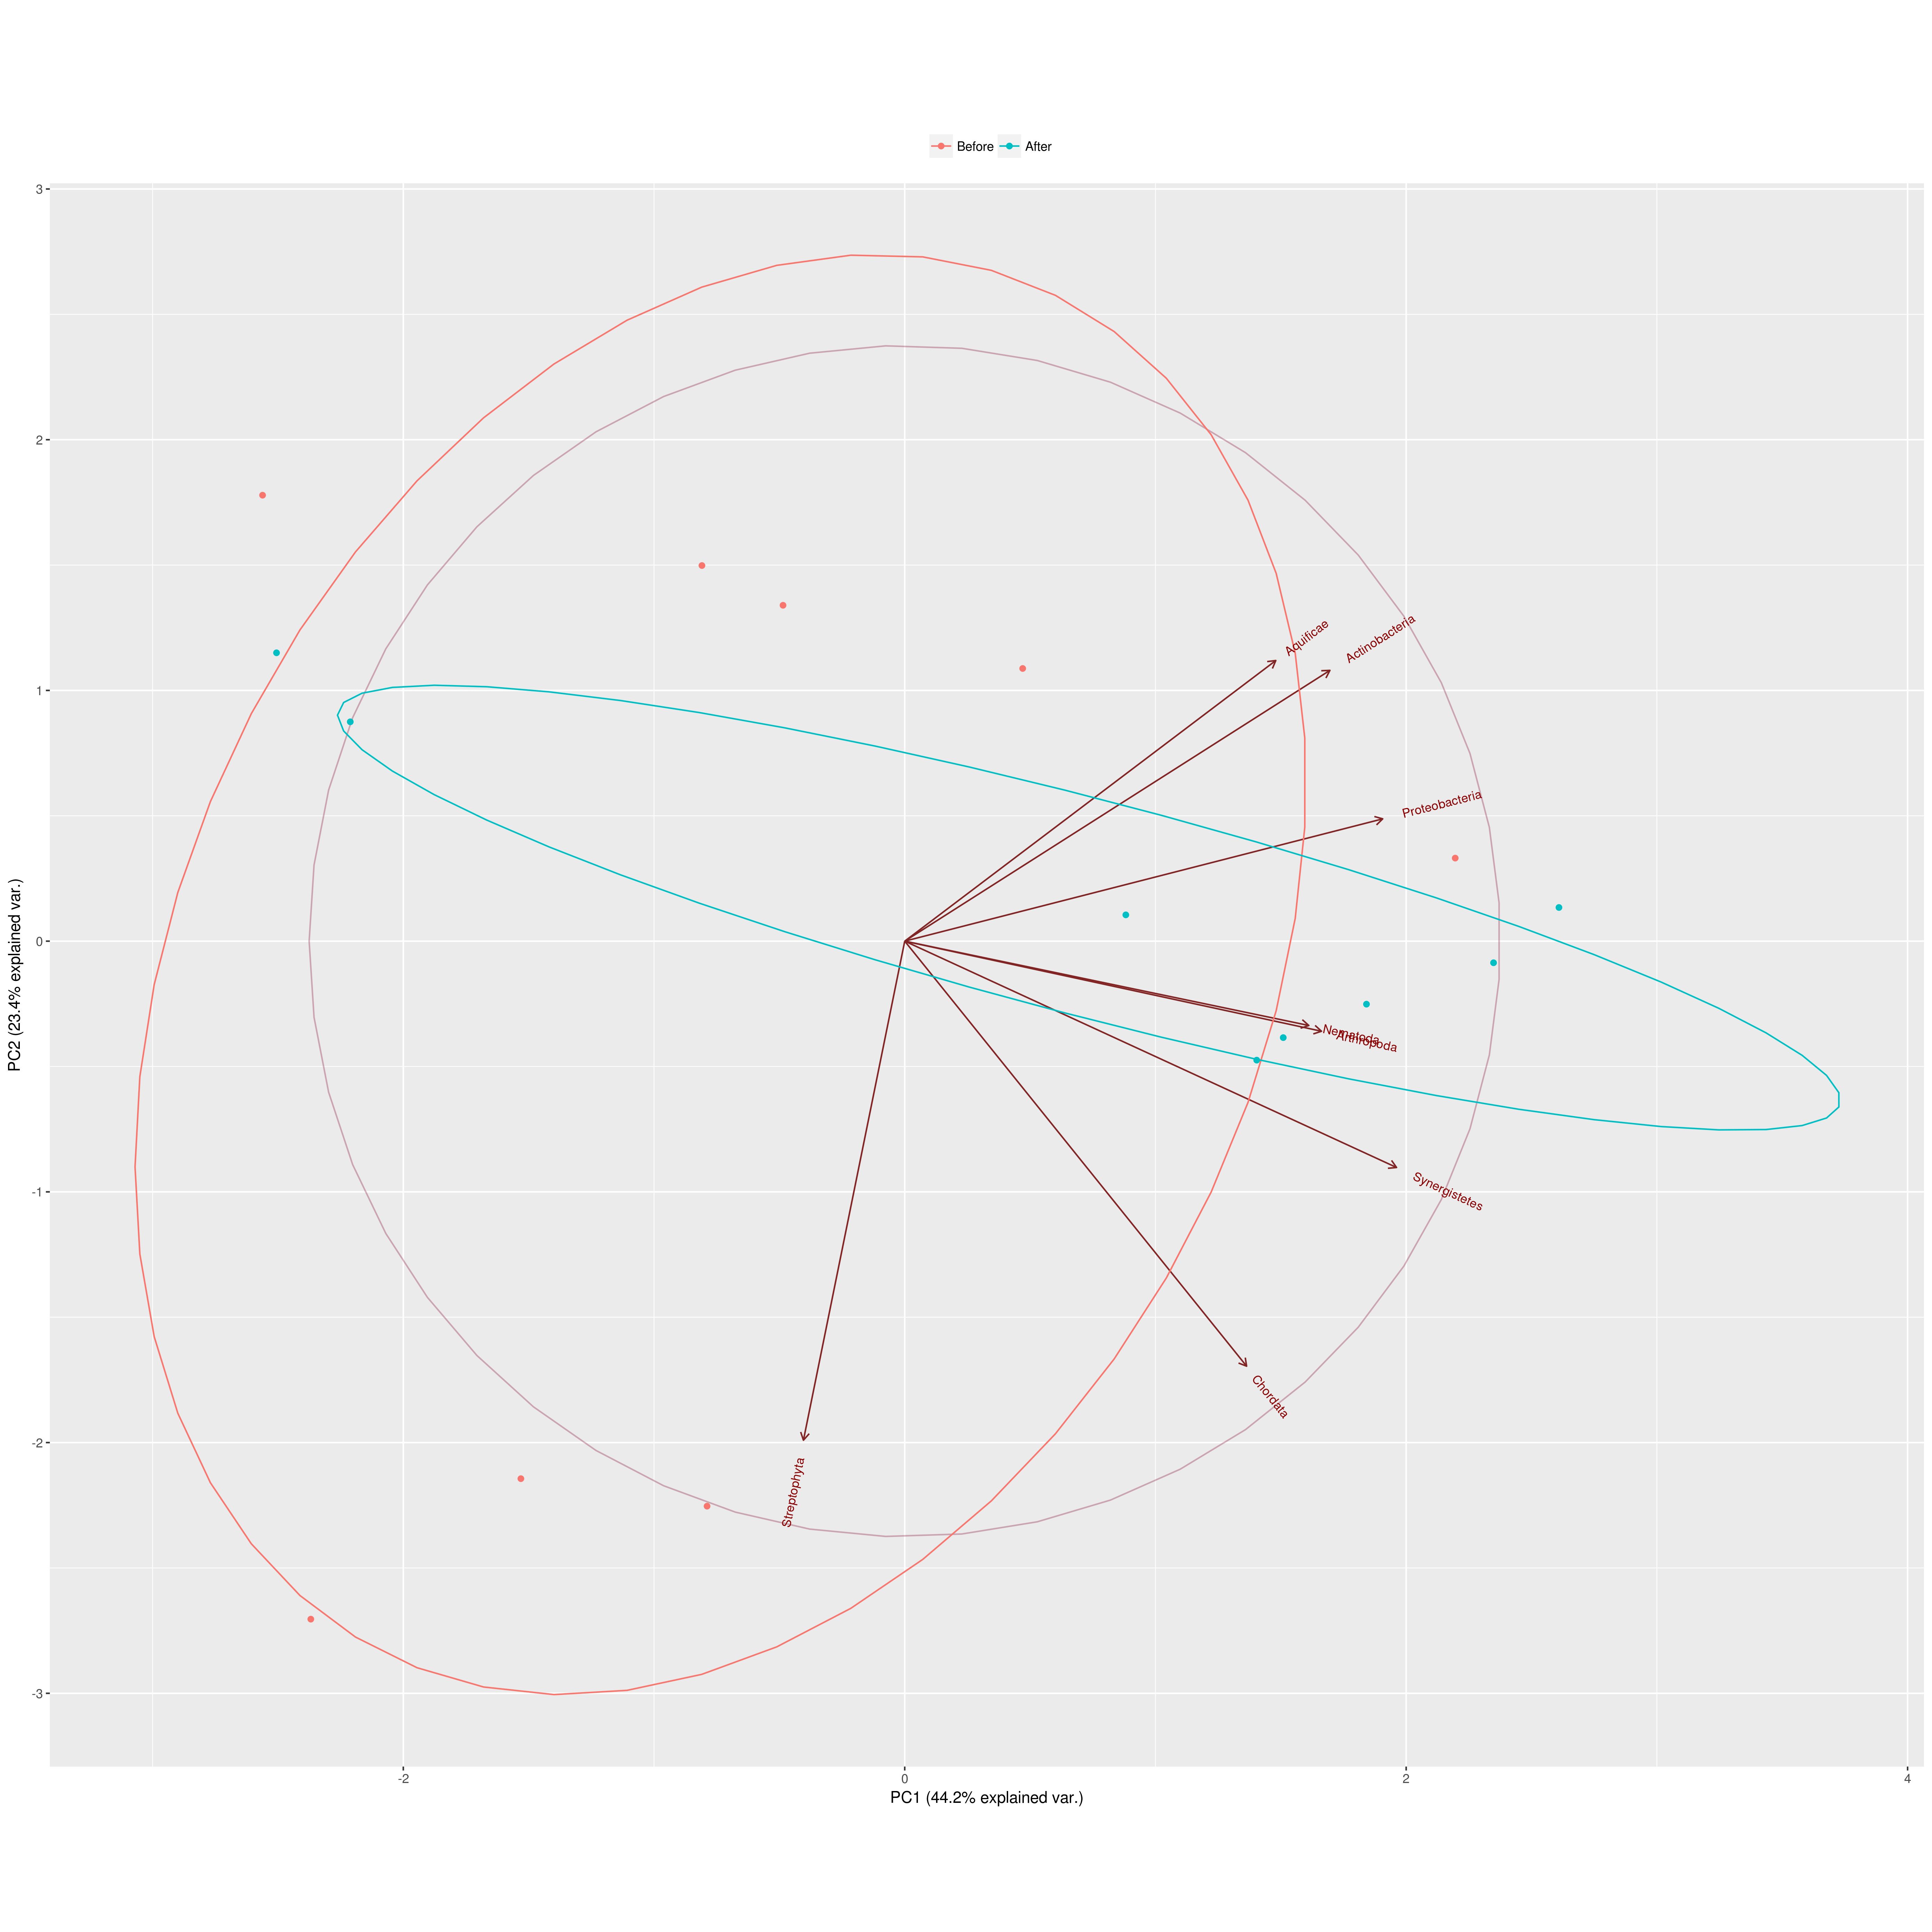 Before After
3
2
1
0
-1
-2
-3
PC2 (23.4% explained var.)
Aquificae
Actinobacteria
Proteobacteria
Nematoda
Arthropoda
Synergistetes
Chordata
Streptophyta
-2 0 2 4
PC1 (44.2% explained var.)